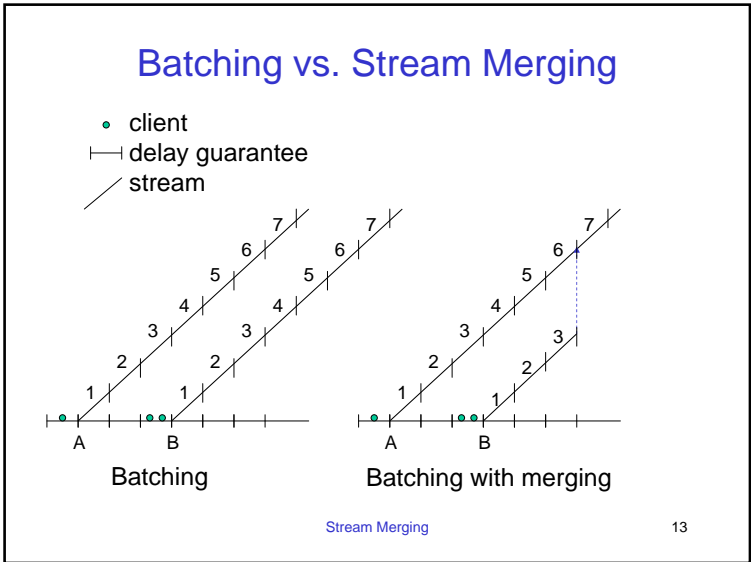 Batching vs. Stream Merging
client
delay guarantee
stream
1 2 3 4 5 6 7
1 2 3 4 5 6 7
A B
Batching
1 2 3 4 5 6 7
1 2 3
A B
Batching with merging
Stream Merging 13